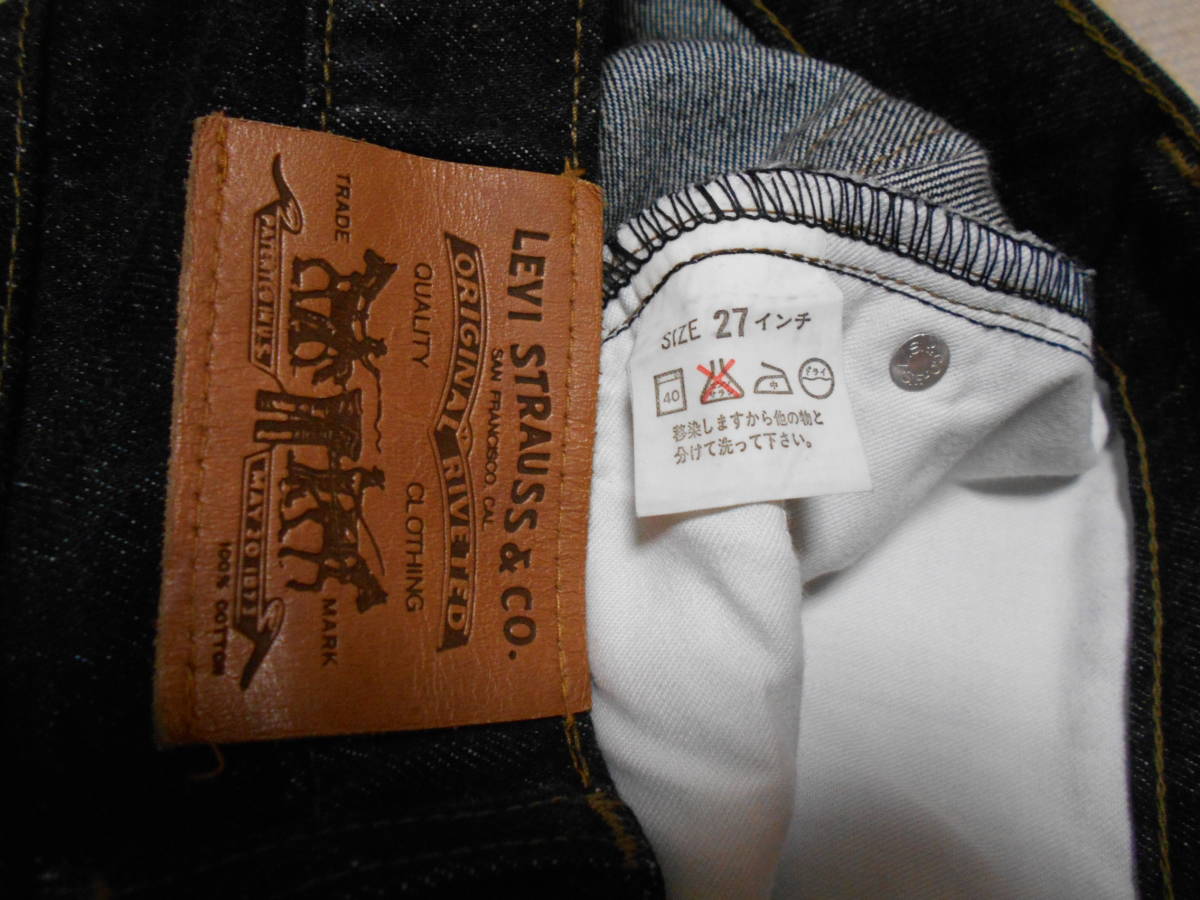 LEVI STRAUSS & CO.
SAN FRANCISCO, CAL.
ORIGINAL RIVETED
QUALITY CLOTHING
TRADE MARK
PAT'D IN U.S.
MAY 20 1873
100% COTTON
SIZE 27インチ
40
中
ドライ
移染しますから他の物と
分けて洗って下さい。